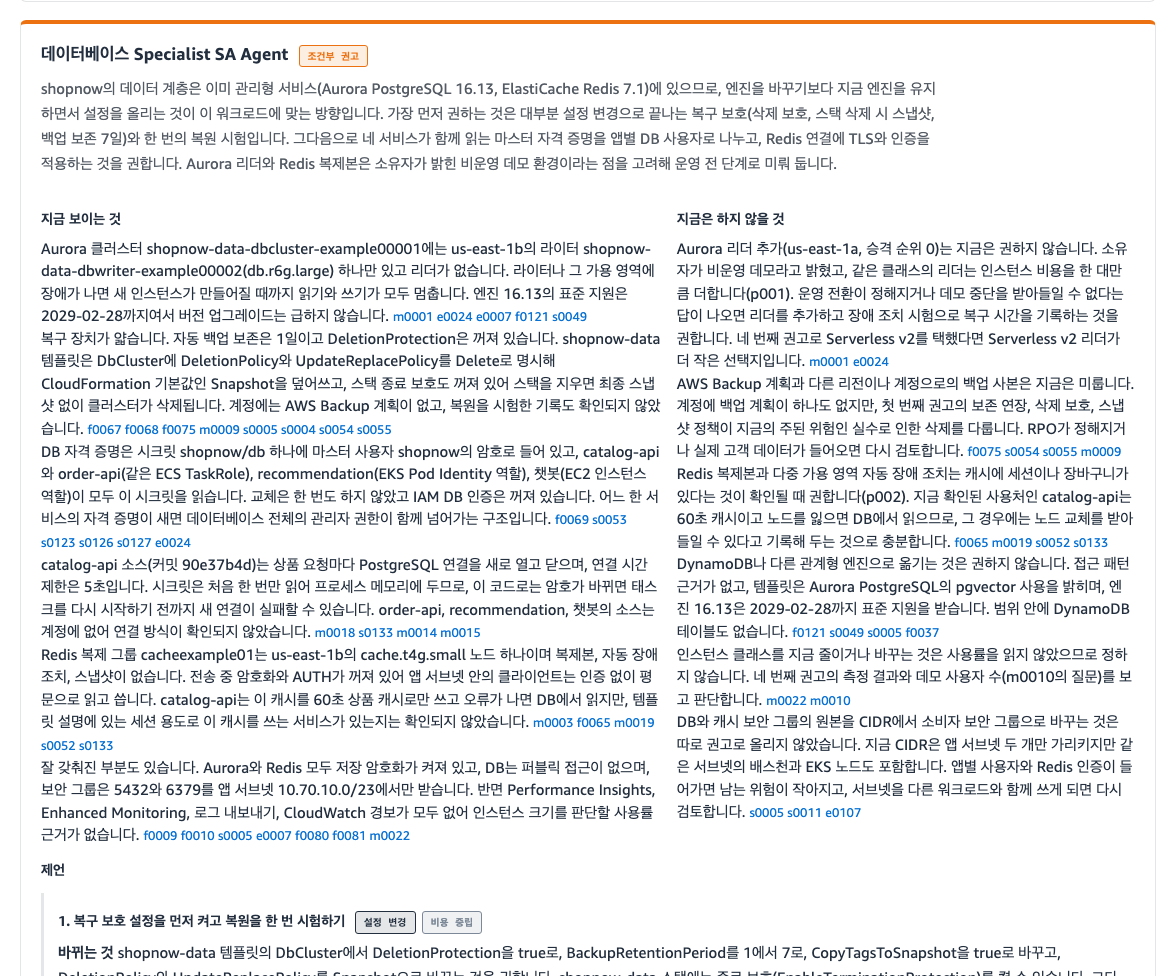 데이터베이스 Specialist SA Agent 조건부 권고
shopnow의 데이터 계층은 이미 관리형 서비스(Aurora PostgreSQL 16.13, ElastiCache Redis 7.1)에 있으므로, 엔진을 바꾸기보다 지금 엔진을 유지
하면서 설정을 올리는 것이 이 워크로드에 맞는 방향입니다. 가장 먼저 권하는 것은 대부분 설정 변경으로 끝나는 복구 보호(삭제 보호, 스택 삭제 시 스냅샷,
백업 보존 7일)와 한 번의 복원 시험입니다. 그다음으로 네 서비스가 함께 읽는 마스터 자격 증명을 앱별 DB 사용자로 나누고, Redis 연결에 TLS와 인증을
적용하는 것을 권합니다. Aurora 리더와 Redis 복제본은 소유자가 밝힌 비운영 데모 환경이라는 점을 고려해 운영 전 단계로 미뤄 둡니다.
지금 보이는 것
Aurora 클러스터 shopnow-data-dbcluster-example00001에는 us-east-1b의 라이터 shopnow-
data-dbwriter-example00002(db.r6g.large) 하나만 있고 리더가 없습니다. 라이터나 그 가용 영역에
장애가 나면 새 인스턴스가 만들어질 때까지 읽기와 쓰기가 모두 멈춥니다. 엔진 16.13의 표준 지원은
2029-02-28까지여서 버전 업그레이드는 급하지 않습니다. m0001 e0024 e0007 f0121 s0049
복구 장치가 얇습니다. 자동 백업 보존은 1일이고 DeletionProtection은 꺼져 있습니다. shopnow-data
템플릿은 DbCluster에 DeletionPolicy와 UpdateReplacePolicy를 Delete로 명시해
CloudFormation 기본값인 Snapshot을 덮어쓰고, 스택 종료 보호도 꺼져 있어 스택을 지우면 최종 스냅
샷 없이 클러스터가 삭제됩니다. 계정에는 AWS Backup 계획이 없고, 복원을 시험한 기록도 확인되지 않았
습니다. f0067 f0068 f0075 m0009 s0005 s0004 s0054 s0055
DB 자격 증명은 시크릿 shopnow/db 하나에 마스터 사용자 shopnow의 암호로 들어 있고, catalog-api
와 order-api(같은 ECS TaskRole), recommendation(EKS Pod Identity 역할), 챗봇(EC2 인스턴스
역할)이 모두 이 시크릿을 읽습니다. 교체은 한 번도 하지 않았고 IAM DB 인증은 꺼져 있습니다. 어느 한 서
비스의 자격 증명이 새면 데이터베이스 전체의 관리자 권한이 함께 넘어가는 구조입니다. f0069 s0053
s0123 s0126 s0127 e0024
catalog-api 소스(커밋 90e37b4d)는 상품 요청마다 PostgreSQL 연결을 새로 열고 닫으며, 연결 시간
제한은 5초입니다. 시크릿은 처음 한 번만 읽어 프로세스 메모리에 두므로, 이 코드로는 암호가 바뀌면 태스
크를 다시 시작하기 전까지 새 연결이 실패할 수 있습니다. order-api, recommendation, 챗봇의 소스는
계정에 없어 연결 방식이 확인되지 않았습니다. m0018 s0133 m0014 m0015
Redis 복제 그룹 cacheexample01는 us-east-1b의 cache.t4g.small 노드 하나이며 복제본, 자동 장애
조치, 스냅샷이 없습니다. 전송 중 암호화와 AUTH가 꺼져 있어 앱 서브넷 안의 클라이언트는 인증 없이 평
문으로 읽고 씁니다. catalog-api는 이 캐시를 60초 상품 캐시로만 쓰고 오류가 나면 DB에서 읽지만, 템플
릿 설명에 있는 세션 용도로 이 캐시를 쓰는 서비스가 있는지는 확인되지 않았습니다. m0003 f0065 m0019
s0052 s0133
잘 갖춰진 부분도 있습니다. Aurora와 Redis 모두 저장 암호화가 켜져 있고, DB는 퍼블릭 접근이 없으며,
보안 그룹은 5432와 6379를 앱 서브넷 10.70.10.0/23에서만 받습니다. 반면 Performance Insights,
Enhanced Monitoring, 로그 내보내기, CloudWatch 경보가 모두 없어 인스턴스 크기를 판단할 사용률
근거가 없습니다. f0009 f0010 s0005 e0007 f0080 f0081 m0022
지금은 하지 않을 것
Aurora 리더 추가(us-east-1a, 승격 순위 0)는 지금은 권하지 않습니다. 소유
자가 비운영 데모라고 밝혔고, 같은 클래스의 리더는 인스턴스 비용을 한 대만
큼 더합니다(p001). 운영 전환이 정해지거나 데모 중단을 받아들일 수 없다는
답이 나오면 리더를 추가하고 장애 조치 시험으로 복구 시간을 기록하는 것을
권합니다. 네 번째 권고로 Serverless v2를 택했다면 Serverless v2 리더가
더 작은 선택지입니다. m0001 e0024
AWS Backup 계획과 다른 리전이나 계정으로의 백업 사본은 지금은 미룹니다.
계정에 백업 계획이 하나도 없지만, 첫 번째 권고의 보존 연장, 삭제 보호, 스냅
샷 정책이 지금의 주된 위험인 실수로 인한 삭제를 다룹니다. RPO가 정해지거
나 실제 고객 데이터가 들어오면 다시 검토합니다. f0075 s0054 s0055 m0009
Redis 복제본과 다중 가용 영역 자동 장애 조치는 캐시에 세션이나 장바구니가
있다는 것이 확인될 때 권합니다(p002). 지금 확인된 사용처인 catalog-api는
60초 캐시이고 노드를 잃으면 DB에서 읽으므로, 그 경우에는 노드 교체를 받아
들일 수 있다고 기록해 두는 것으로 충분합니다. f0065 m0019 s0052 s0133
DynamoDB나 다른 관계형 엔진으로 옮기는 것은 권하지 않습니다. 접근 패턴
근거가 없고, 템플릿은 Aurora PostgreSQL의 pgvector 사용을 밝히며, 엔
진 16.13은 2029-02-28까지 표준 지원을 받습니다. 범위 안에 DynamoDB
테이블도 없습니다. f0121 s0049 s0005 f0037
인스턴스 클래스를 지금 줄이거나 바꾸는 것은 사용률을 읽지 않았으므로 정하
지 않습니다. 네 번째 권고의 측정 결과와 데모 사용자 수(m0010의 질문)를 보
고 판단합니다. m0022 m0010
DB와 캐시 보안 그룹의 원본을 CIDR에서 소비자 보안 그룹으로 바꾸는 것은
따로 권고로 올리지 않았습니다. 지금 CIDR은 앱 서브넷 두 개만 가리키지만 같
은 서브넷의 배스천과 EKS 노드도 포함합니다. 앱별 사용자와 Redis 인증이 들
어가면 남는 위험이 작아지고, 서브넷을 다른 워크로드와 함께 쓰게 되면 다시
검토합니다. s0005 s0011 e0107
제언
1. 복구 보호 설정을 먼저 켜고 복원을 한 번 시험하기 설정 변경 비용 중립
바뀌는 것 shopnow-data 템플릿의 DbCluster에서 DeletionProtection을 true로, BackupRetentionPeriod를 1에서 7로, CopyTagsToSnapshot을 true로 바꾸고,